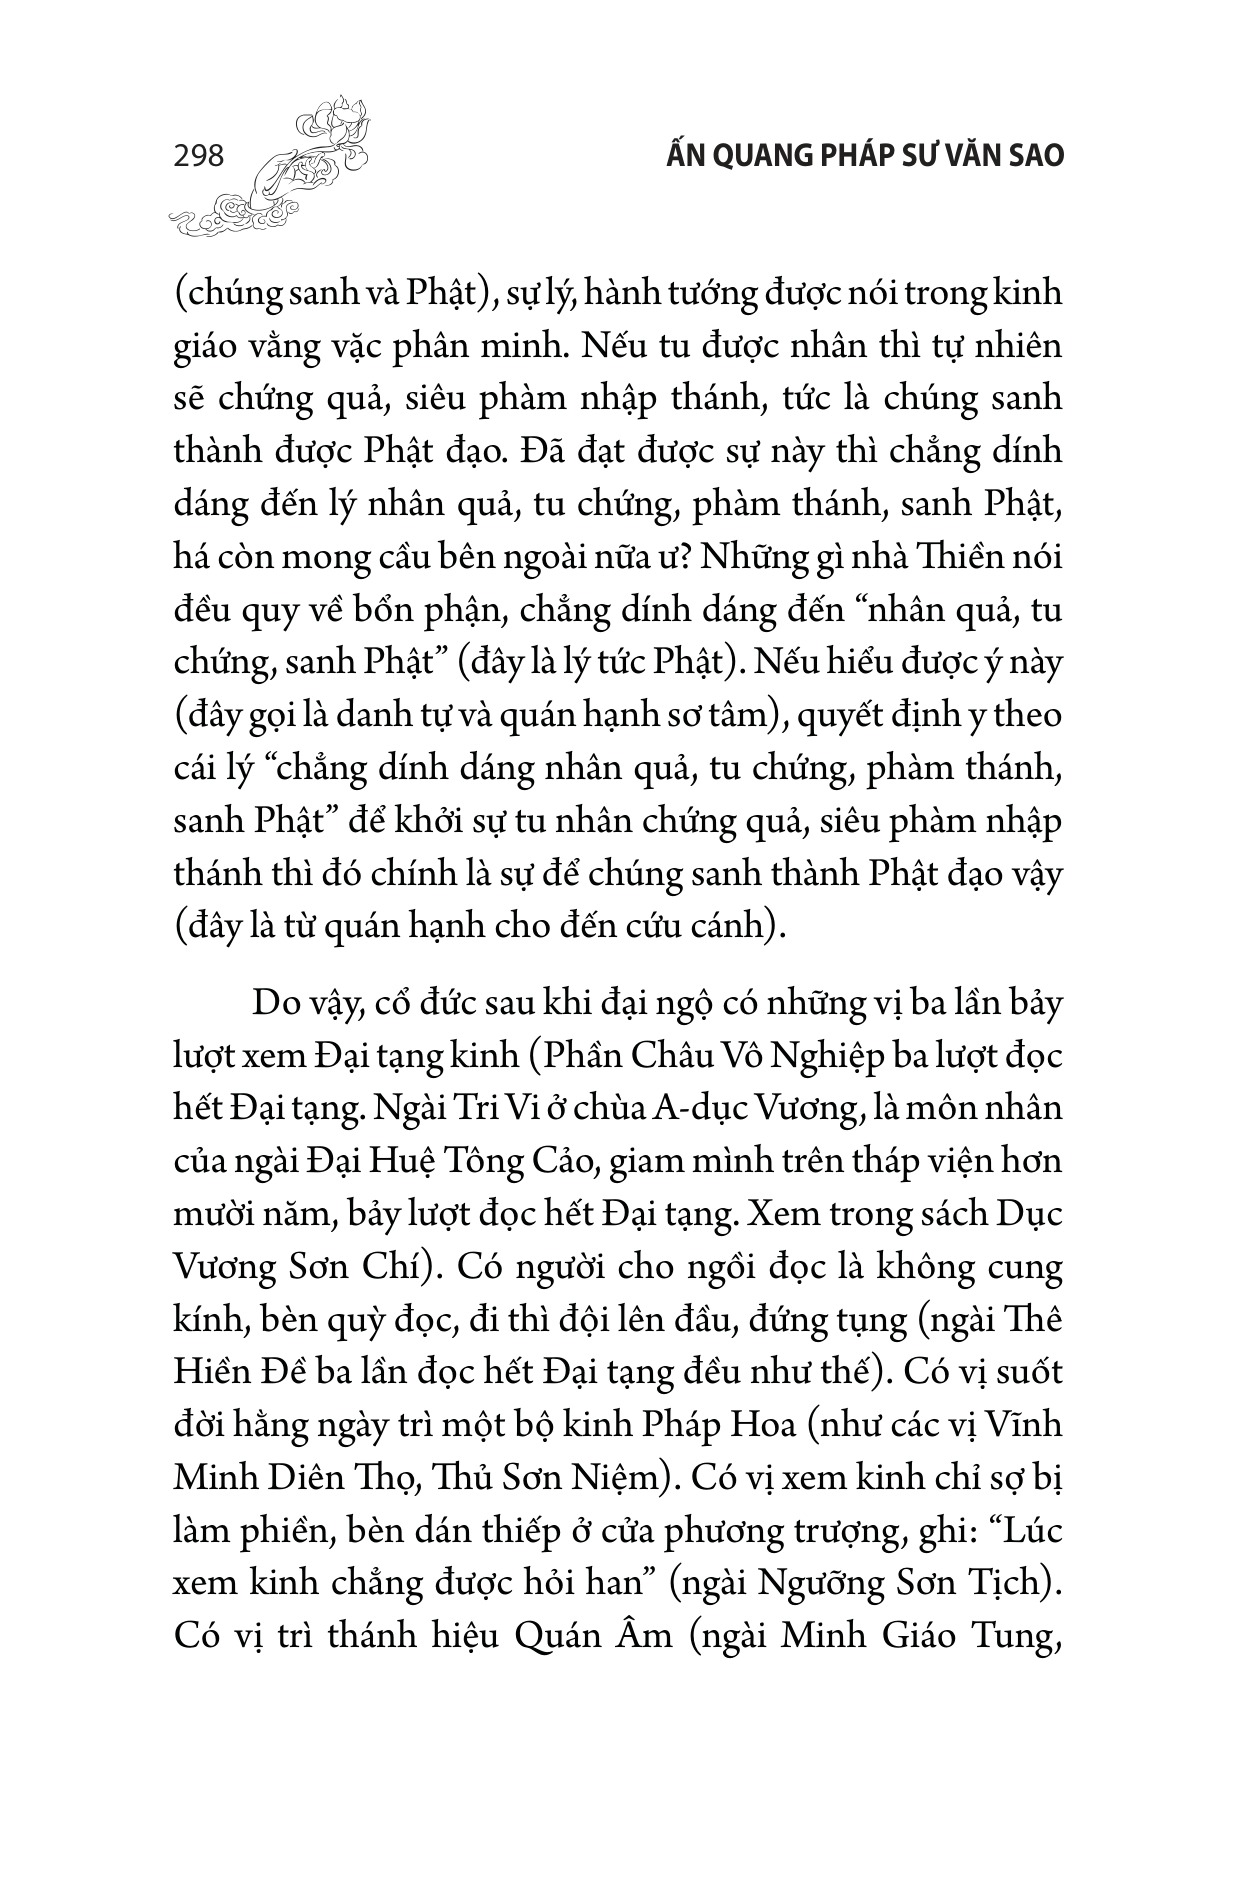 298
ẤN QUANG PHÁP SƯ VĂN SAO
(chúng sanh và Phật), sự lý, hành tướng được nói trong kinh
giáo vằng vặc phân minh. Nếu tu được nhân thì tự nhiên
sẽ chứng quả, siêu phàm nhập thánh, tức là chúng sanh
thành được Phật đạo. Đã đạt được sự này thì chẳng dính
dáng đến lý nhân quả, tu chứng, phàm thánh, sanh Phật,
há còn mong cầu bên ngoài nữa ư? Những gì nhà Thiền nói
đều quy về bổn phận, chẳng dính dáng đến “nhân quả, tu
chứng, sanh Phật” (đây là lý tức Phật). Nếu hiểu được ý này
(đây gọi là danh tự và quán hạnh sơ tâm), quyết định y theo
cái lý “chẳng dính dáng nhân quả, tu chứng, phàm thánh,
sanh Phật” để khởi sự tu nhân chứng quả, siêu phàm nhập
thánh thì đó chính là sự để chúng sanh thành Phật đạo vậy
(đây là từ quán hạnh cho đến cứu cánh).
Do vậy, cổ đức sau khi đại ngộ có những vị ba lần bảy
lượt xem Đại tạng kinh (Phần Châu Vô Nghiệp ba lượt đọc
hết Đại tạng. Ngài Tri Vi ở chùa A-dục Vương, là môn nhân
của ngài Đại Huệ Tông Cảo, giam mình trên tháp viện hơn
mười năm, bảy lượt đọc hết Đại tạng. Xem trong sách Dục
Vương Sơn Chí). Có người cho ngồi đọc là không cung
kính, bèn quỳ đọc, đi thì đội lên đầu, đứng tụng (ngài Thê
Hiền Đề ba lần đọc hết Đại tạng đều như thế). Có vị suốt
đời hằng ngày trì một bộ kinh Pháp Hoa (như các vị Vĩnh
Minh Diên Thọ, Thủ Sơn Niệm). Có vị xem kinh chỉ sợ bị
làm phiền, bèn dán thiếp ở cửa phương trượng, ghi: “Lúc
xem kinh chẳng được hỏi han” (ngài Ngưỡng Sơn Tịch).
Có vị trì thánh hiệu Quán Âm (ngài Minh Giáo Tung,